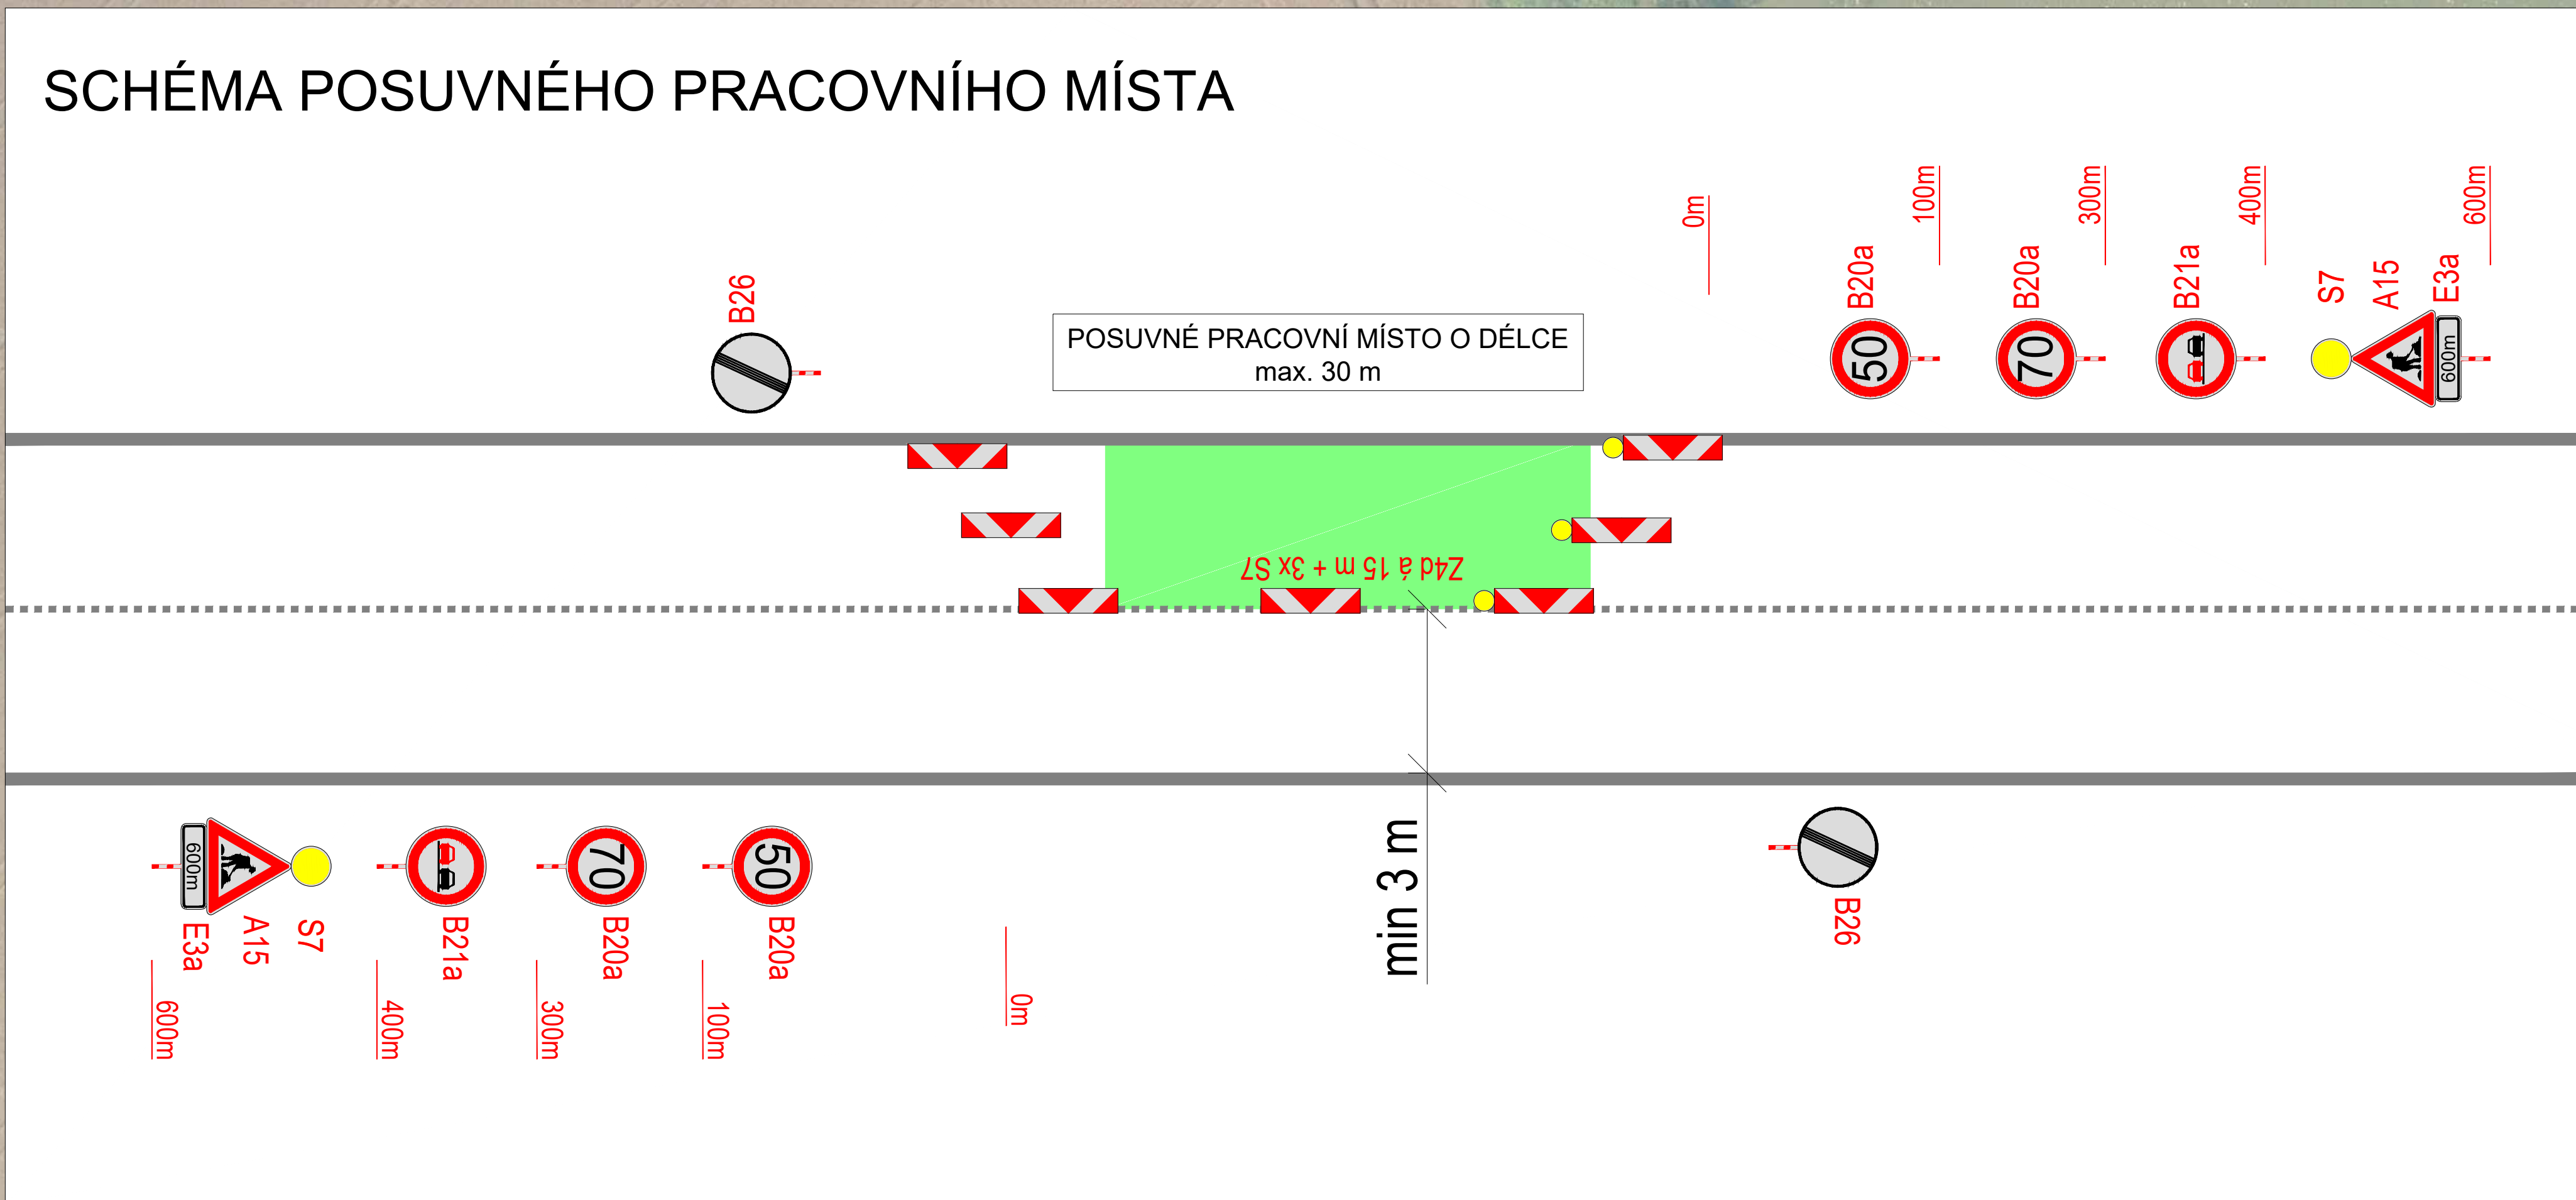 SCHÉMA POSUVNÉHO PRACOVNÍHO MÍSTA
0m
100m
300m
400m
600m
B26
B20a
B20a
B21a
S7
A15
E3a
50
70
600m
POSUVNÉ PRACOVNÍ MÍSTO O DÉLCE
max. 30 m
Z4d á 15 m + 3x S7
min 3 m
600m
70
50
E3a
A15
S7
B21a
B20a
B20a
B26
600m
400m
300m
100m
0m